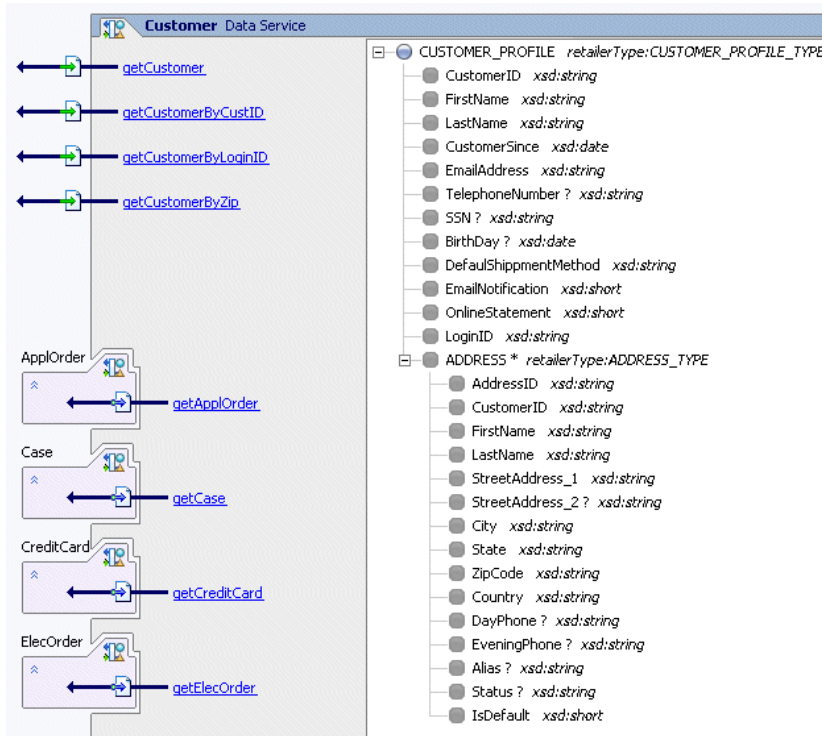 Customer Data Service
getCustomer
getCustomerByCustID
getCustomerByLoginID
getCustomerByZip
ApplOrder
getApplOrder
Case
getCase
CreditCard
getCreditCard
ElecOrder
getElecOrder
CUSTOMER_PROFILE retailerType:CUSTOMER_PROFILE_TYPE
CustomerID xsd:string
FirstName xsd:string
LastName xsd:string
CustomerSince xsd:date
EmailAddress xsd:string
TelephoneNumber ? xsd:string
SSN ? xsd:string
BirthDay ? xsd:date
DefaulShippmentMethod xsd:string
EmailNotification xsd:short
OnlineStatement xsd:short
LoginID xsd:string
ADDRESS * retailerType:ADDRESS_TYPE
AddressID xsd:string
CustomerID xsd:string
FirstName xsd:string
LastName xsd:string
StreetAddress_1 xsd:string
StreetAddress_2 ? xsd:string
City xsd:string
State xsd:string
ZipCode xsd:string
Country xsd:string
DayPhone ? xsd:string
EveningPhone ? xsd:string
Alias ? xsd:string
Status ? xsd:string
IsDefault xsd:short